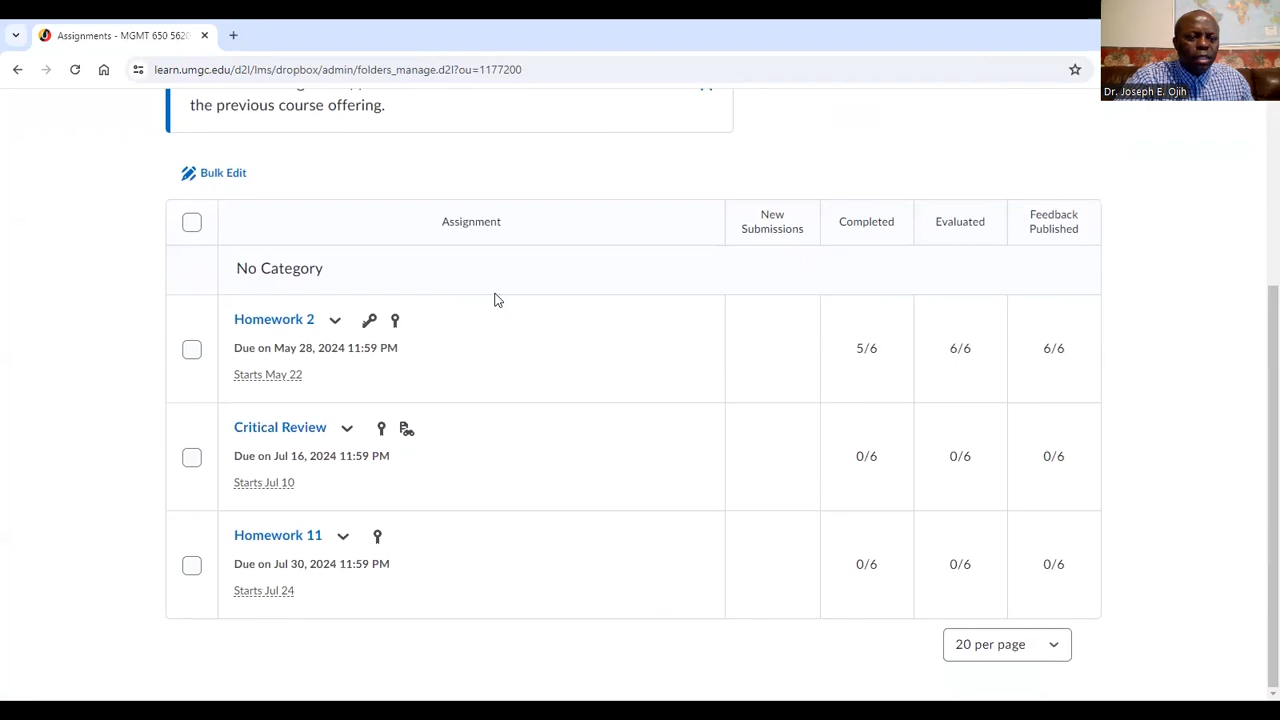 Assignments - MGMT 650 5620
learn.umgc.edu/d2l/lms/dropbox/admin/folders_manage.d2l?ou=1177200
Dr. Joseph E. Ojih
the previous course offering.
Bulk Edit
Assignment
New Submissions
Completed
Evaluated
Feedback Published
No Category
Homework 2
Due on May 28, 2024 11:59 PM
Starts May 22
5/6
6/6
6/6
Critical Review
Due on Jul 16, 2024 11:59 PM
Starts Jul 10
0/6
0/6
0/6
Homework 11
Due on Jul 30, 2024 11:59 PM
Starts Jul 24
0/6
0/6
0/6
20 per page